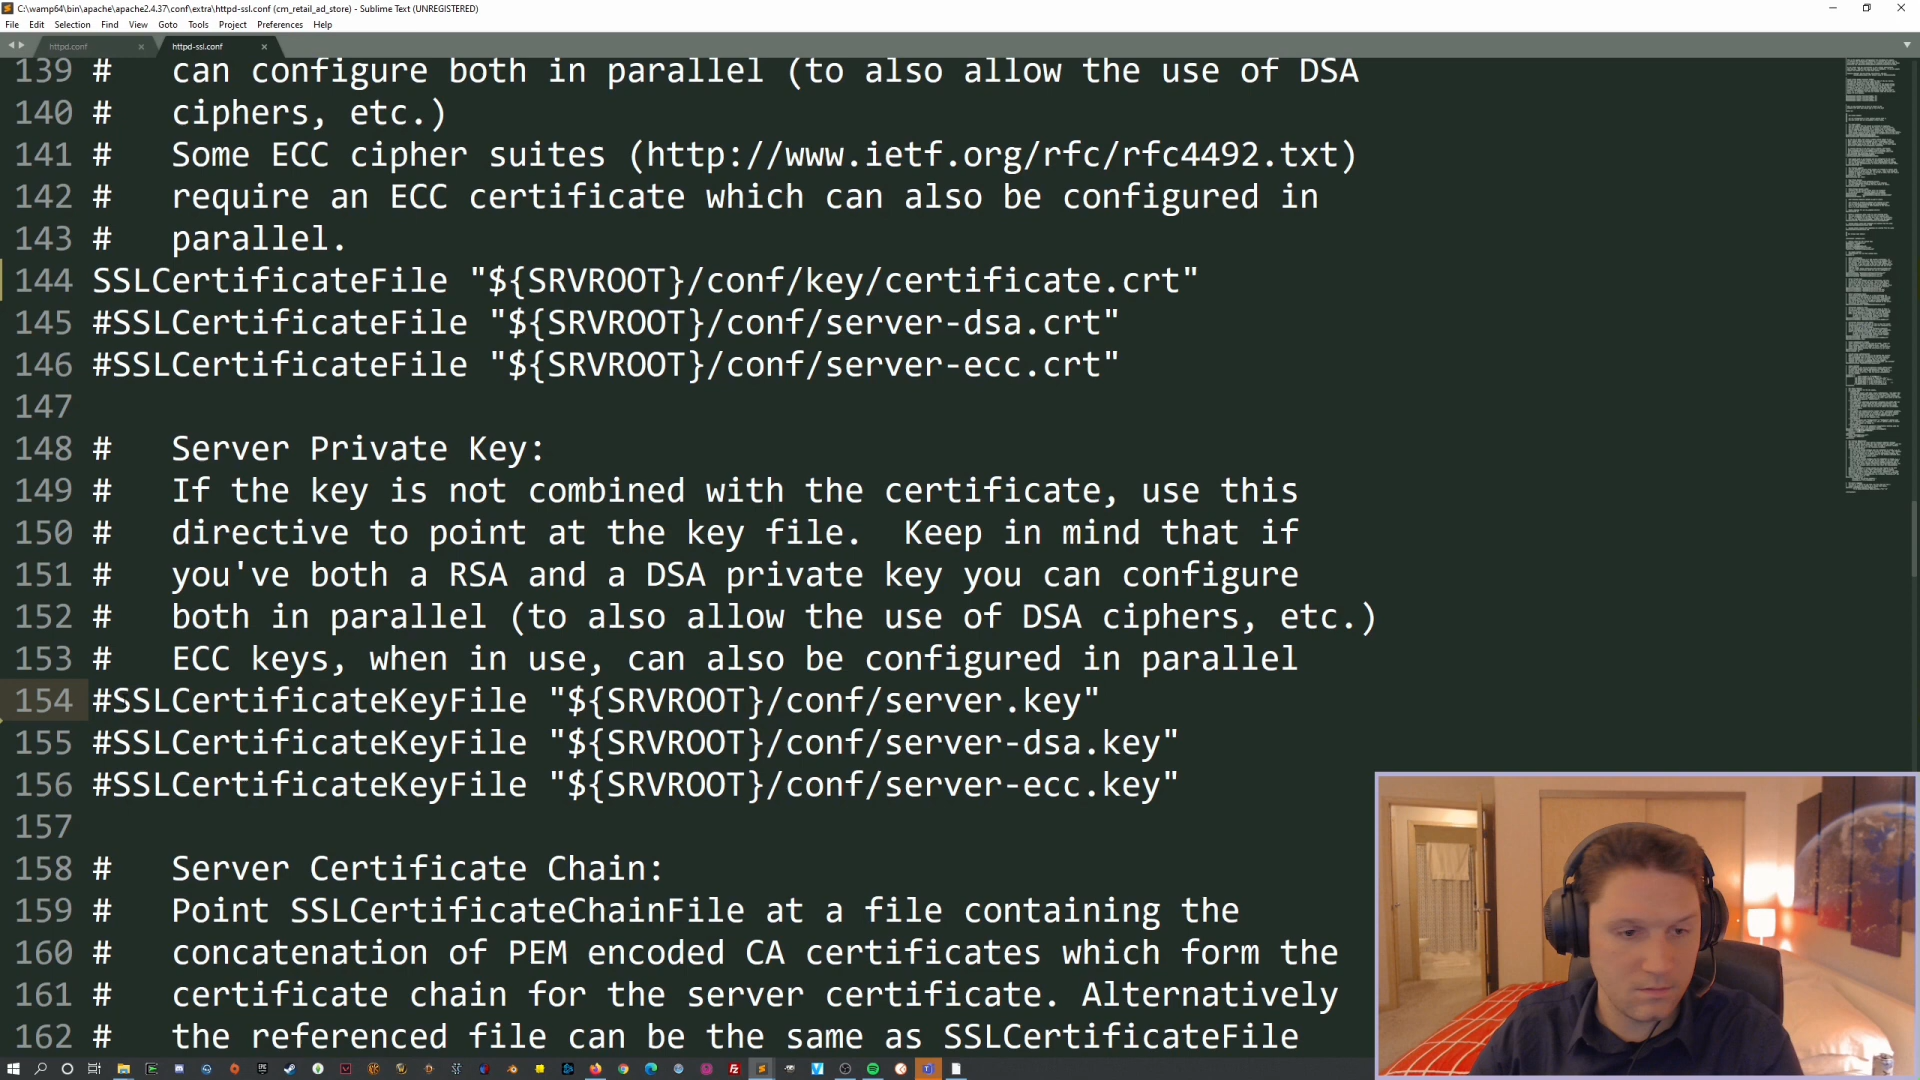 C:\wamp64\bin\apache\apache2.4.37\conf\extra\httpd-ssl.conf (cm_retail_ad_store) - Sublime Text (UNREGISTERED)
File Edit Selection Find View Goto Tools Project Preferences Help
httpd.conf httpd-ssl.conf
139 # can configure both in parallel (to also allow the use of DSA
140 # ciphers, etc.)
141 # Some ECC cipher suites (http://www.ietf.org/rfc/rfc4492.txt)
142 # require an ECC certificate which can also be configured in
143 # parallel.
144 SSLCertificateFile "${SRVROOT}/conf/key/certificate.crt"
145 #SSLCertificateFile "${SRVROOT}/conf/server-dsa.crt"
146 #SSLCertificateFile "${SRVROOT}/conf/server-ecc.crt"
147
148 # Server Private Key:
149 # If the key is not combined with the certificate, use this
150 # directive to point at the key file.  Keep in mind that if
151 # you've both a RSA and a DSA private key you can configure
152 # both in parallel (to also allow the use of DSA ciphers, etc.)
153 # ECC keys, when in use, can also be configured in parallel
154 #SSLCertificateKeyFile "${SRVROOT}/conf/server.key"
155 #SSLCertificateKeyFile "${SRVROOT}/conf/server-dsa.key"
156 #SSLCertificateKeyFile "${SRVROOT}/conf/server-ecc.key"
157
158 # Server Certificate Chain:
159 # Point SSLCertificateChainFile at a file containing the
160 # concatenation of PEM encoded CA certificates which form the
161 # certificate chain for the server certificate. Alternatively
162 # the referenced file can be the same as SSLCertificateFile